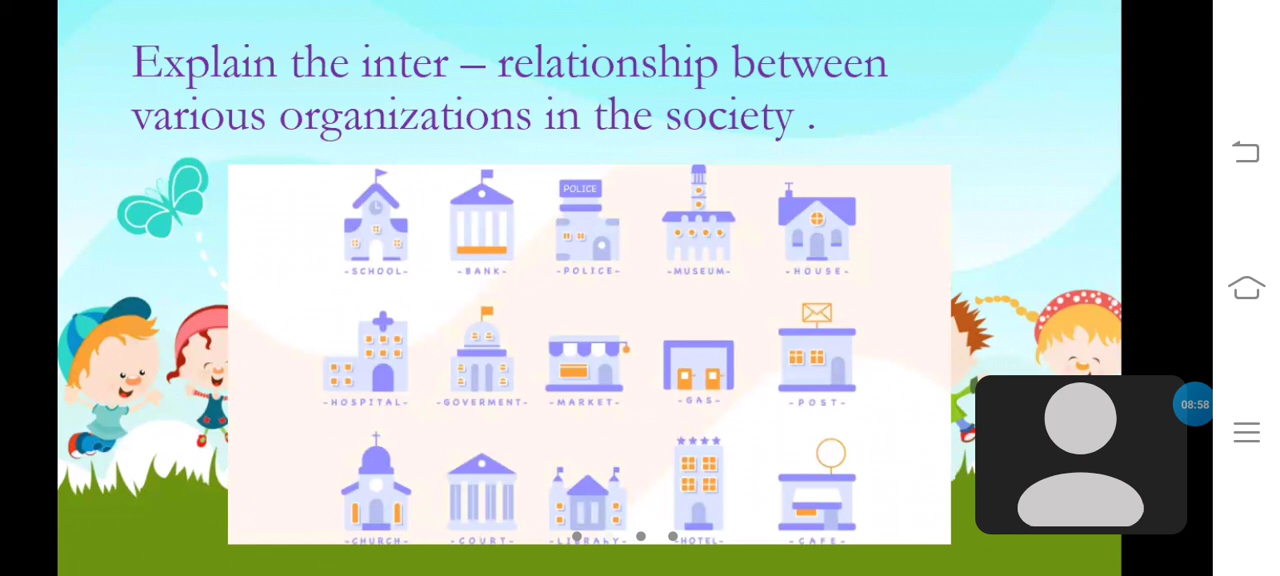 Explain the inter – relationship between
various organizations in the society .
POLICE
-SCHOOL- -BANK- -POLICE- -MUSEUM- -HOUSE-
-HOSPITAL- -GOVERMENT- -MARKET- -GAS- -POST-
08:58
-CHURCH- -COURT- -LIBRARY- -HOTEL- -CAFE-